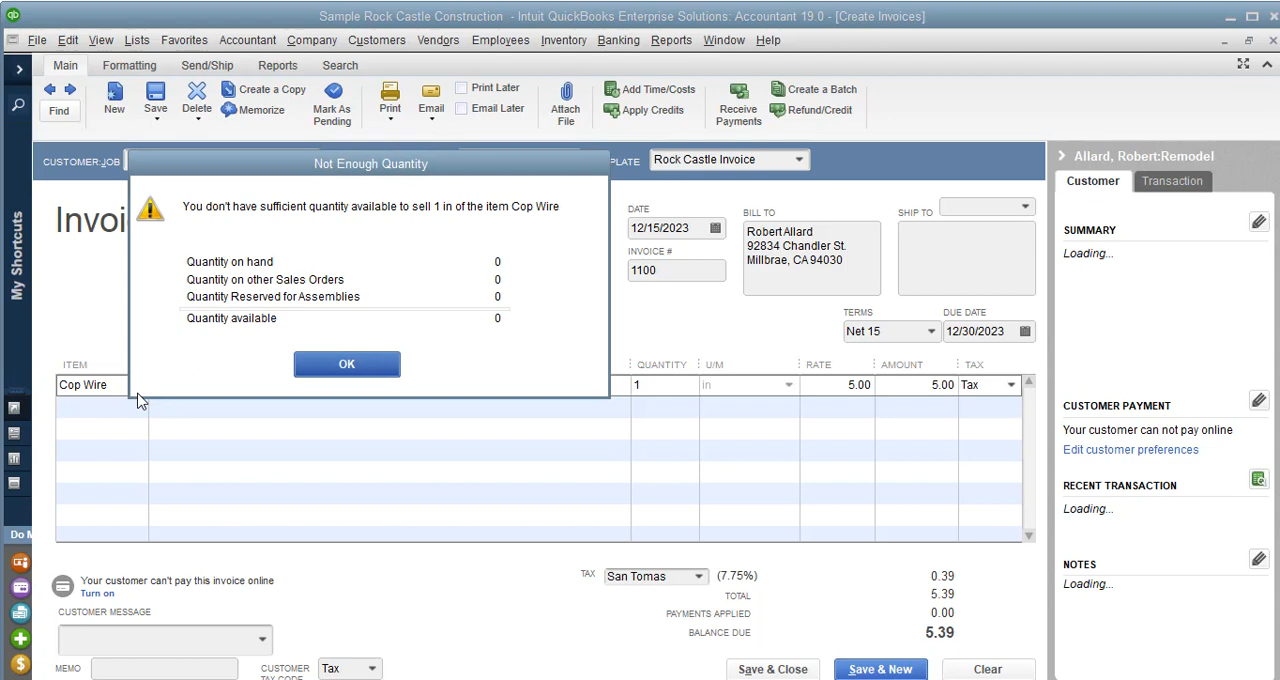 Sample Rock Castle Construction - Intuit QuickBooks Enterprise Solutions: Accountant 19.0 - [Create Invoices]
File Edit View Lists Favorites Accountant Company Customers Vendors Employees Inventory Banking Reports Window Help
Main Formatting Send/Ship Reports Search
Find New Save Delete Create a Copy Memorize Mark As Pending Print Email Print Later Email Later Attach File Add Time/Costs Apply Credits Receive Payments Create a Batch Refund/Credit
My Shortcuts
Do M
CUSTOMER:JOB
PLATE Rock Castle Invoice
Not Enough Quantity
You don't have sufficient quantity available to sell 1 in of the item Cop Wire
Quantity on hand 0
Quantity on other Sales Orders 0
Quantity Reserved for Assemblies 0
Quantity available 0
OK
Invoi
DATE
12/15/2023
INVOICE #
1100
BILL TO
Robert Allard
92834 Chandler St.
Millbrae, CA 94030
SHIP TO
TERMS
Net 15
DUE DATE
12/30/2023
ITEM QUANTITY U/M RATE AMOUNT TAX
Cop Wire 1 in 5.00 5.00 Tax
Your customer can't pay this invoice online
Turn on
CUSTOMER MESSAGE
MEMO
CUSTOMER
TAX CODE
Tax
TAX San Tomas (7.75%) 0.39
TOTAL 5.39
PAYMENTS APPLIED 0.00
BALANCE DUE 5.39
Save & Close Save & New Clear
Allard, Robert:Remodel
Customer Transaction
SUMMARY
Loading...
CUSTOMER PAYMENT
Your customer can not pay online
Edit customer preferences
RECENT TRANSACTION
Loading...
NOTES
Loading...